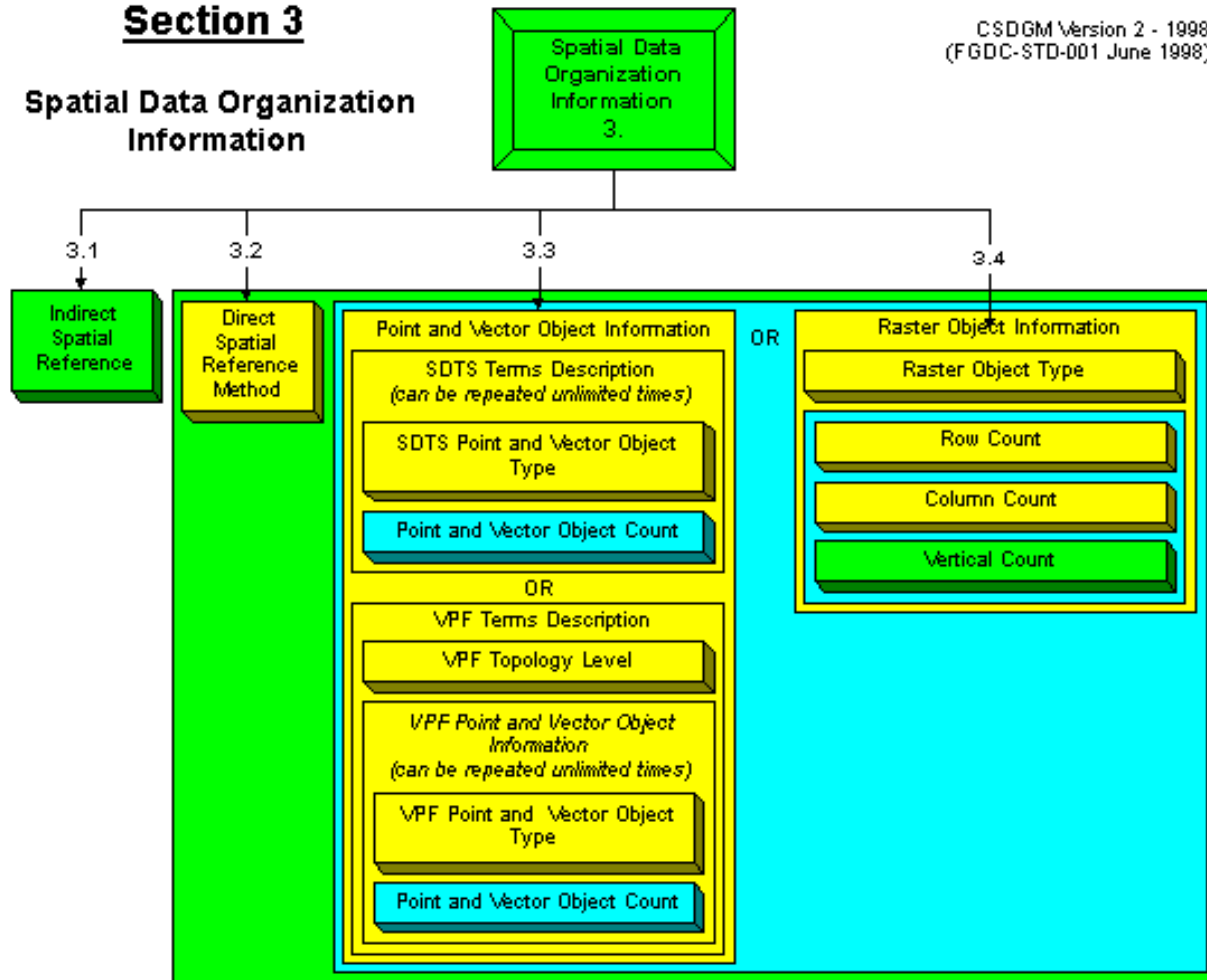 Section 3
Spatial Data Organization
Information
CSDGM Version 2 - 1998
(FGDC-STD-001 June 1998)
Spatial Data
Organization
Information
3.
3.1
3.2
3.3
3.4
Indirect
Spatial
Reference
Direct
Spatial
Reference
Method
Point and Vector Object Information
SDTS Terms Description
(can be repeated unlimited times)
SDTS Point and Vector Object
Type
Point and Vector Object Count
OR
VPF Terms Description
VPF Topology Level
VPF Point and Vector Object
Information
(can be repeated unlimited times)
VPF Point and Vector Object
Type
Point and Vector Object Count
OR
Raster Object Information
Raster Object Type
Row Count
Column Count
Vertical Count